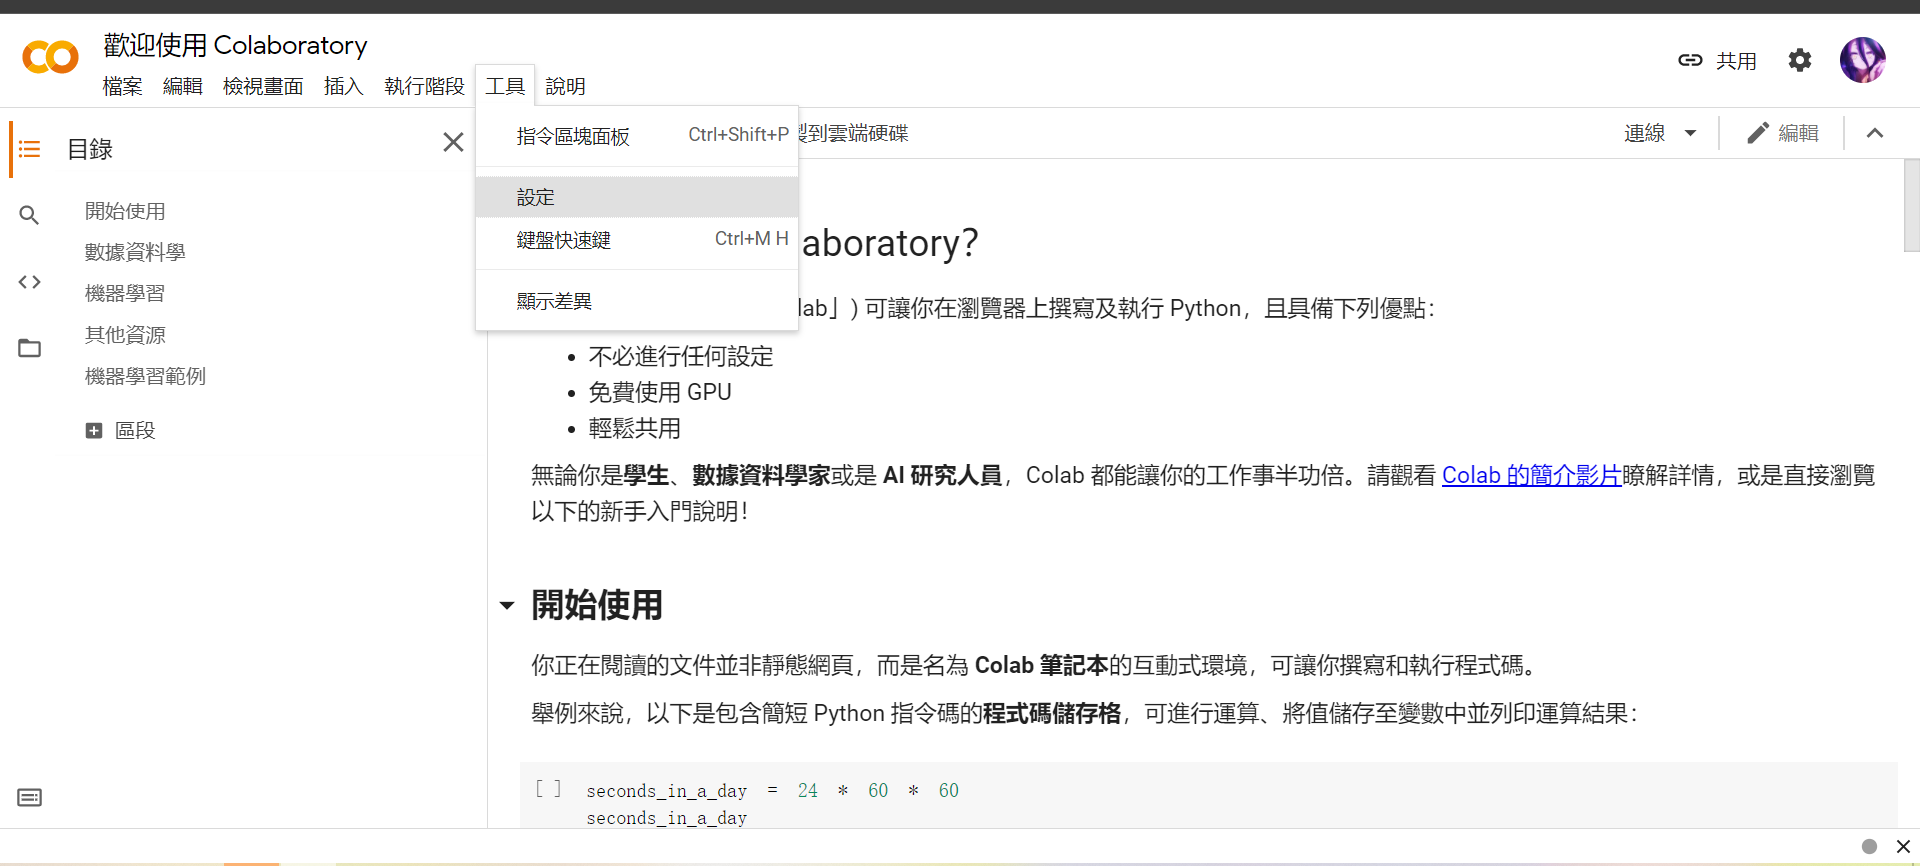 歡迎使用 Colaboratory
檔案 編輯 檢視畫面 插入 執行階段 工具 說明
共用
目錄
開始使用
數據資料學
機器學習
其他資源
機器學習範例
區段
指令區塊面板 Ctrl+Shift+P
設定
鍵盤快速鍵 Ctrl+M H
顯示差異
製到雲端硬碟
連線 編輯
aboratory?
lab」) 可讓你在瀏覽器上撰寫及執行 Python，且具備下列優點：
• 不必進行任何設定
• 免費使用 GPU
• 輕鬆共用
無論你是學生、數據資料學家或是 AI 研究人員，Colab 都能讓你的工作事半功倍。請觀看 Colab 的簡介影片瞭解詳情，或是直接瀏覽
以下的新手入門說明！
開始使用
你正在閱讀的文件並非靜態網頁，而是名為 Colab 筆記本的互動式環境，可讓你撰寫和執行程式碼。
舉例來說，以下是包含簡短 Python 指令碼的程式碼儲存格，可進行運算、將值儲存至變數中並列印運算結果：
[ ] seconds_in_a_day = 24 * 60 * 60
seconds_in_a_day